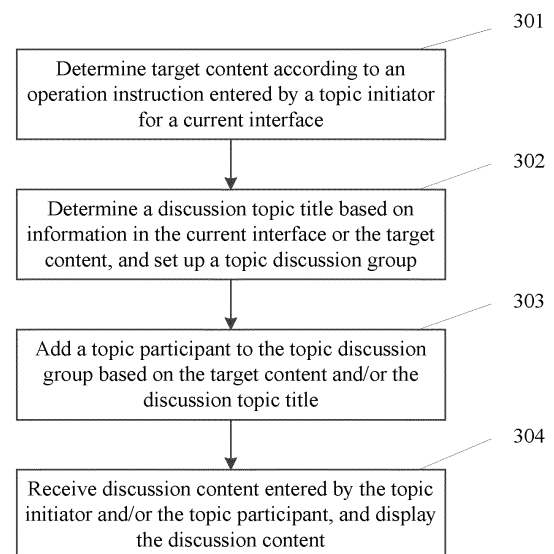 301
Determine target content according to an
operation instruction entered by a topic initiator
for a current interface
302
Determine a discussion topic title based on
information in the current interface or the target
content, and set up a topic discussion group
303
Add a topic participant to the topic discussion
group based on the target content and/or the
discussion topic title
304
Receive discussion content entered by the topic
initiator and/or the topic participant, and display
the discussion content